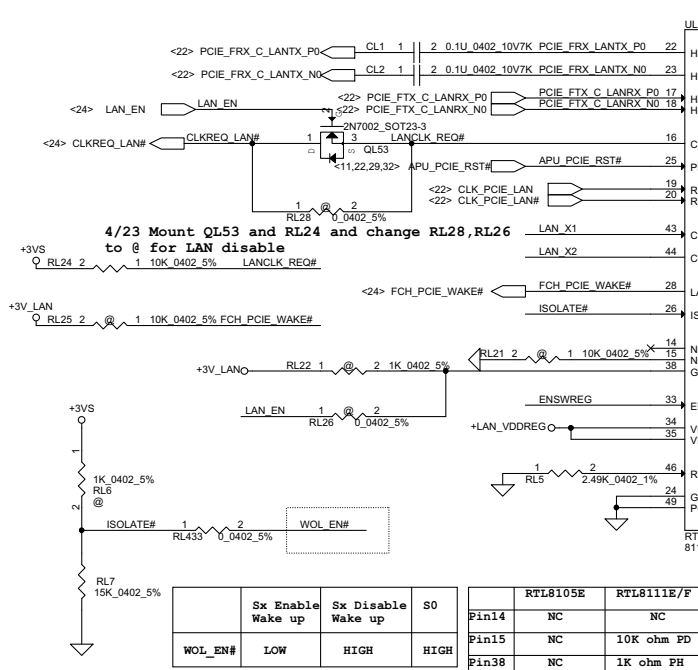 UL
<22> PCIE_FRX_C_LANTX_P0 CL1 1 2 0.1U_0402_10V7K PCIE_FRX_LANTX_P0 22 H
<22> PCIE_FRX_C_LANTX_N0 CL2 1 2 0.1U_0402_10V7K PCIE_FRX_LANTX_N0 23 H
<22> PCIE_FTX_C_LANRX_P0 PCIE_FTX_C_LANRX_P0 17 H
<22> PCIE_FTX_C_LANRX_N0 PCIE_FTX_C_LANRX_N0 18 H
<24> LAN_EN LAN_EN
2 G
2N7002_SOT23-3
<24> CLKREQ_LAN# CLKREQ_LAN# 1 3 LANCLK_REQ# 16 C
D S QL53
<11,22,29,32> APU_PCIE_RST# APU_PCIE_RST# 25 P
<22> CLK_PCIE_LAN 19 R
<22> CLK_PCIE_LAN# 20 R
1 @ 2
RL28 0_0402_5%
4/23 Mount QL53 and RL24 and change RL28,RL26
to @ for LAN disable
LAN_X1 43 C
LAN_X2 44 C
+3VS
RL24 2 1 10K_0402_5% LANCLK_REQ#
<24> FCH_PCIE_WAKE# FCH_PCIE_WAKE# 28 LA
ISOLATE# 26 IS
+3V_LAN
RL25 2 @ 1 10K_0402_5% FCH_PCIE_WAKE#
14 N
RL21 2 @ 1 10K_0402_5% 15 N
+3V_LAN RL22 1 @ 2 1K_0402_5% 38 G
LAN_EN 1 @ 2
RL26 0_0402_5%
ENSWREG 33 E
+LAN_VDDREG 34 V
35 V
+3VS
1
1K_0402_5%
RL6
@
2
1 2 46 R
RL5 2.49K_0402_1%
24 G
49 P
ISOLATE# 1 2 WOL_EN#
RL433 0_0402_5%
RT
81
RL7
15K_0402_5%
Sx Enable Wake up Sx Disable Wake up S0
WOL_EN# LOW HIGH HIGH
RTL8105E RTL8111E/F
Pin14 NC NC
Pin15 NC 10K ohm PD
Pin38 NC 1K ohm PH